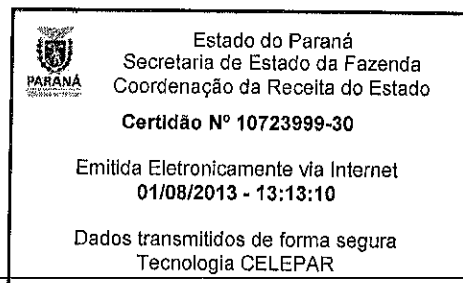 Estado do Paraná
Secretaria de Estado da Fazenda
PARANÁ
Coordenação da Receita do Estado
Certidão Nº 10723999-30
Emitida Eletronicamente via Internet
01/08/2013 - 13:13:10
Dados transmitidos de forma segura
Tecnologia CELEPAR